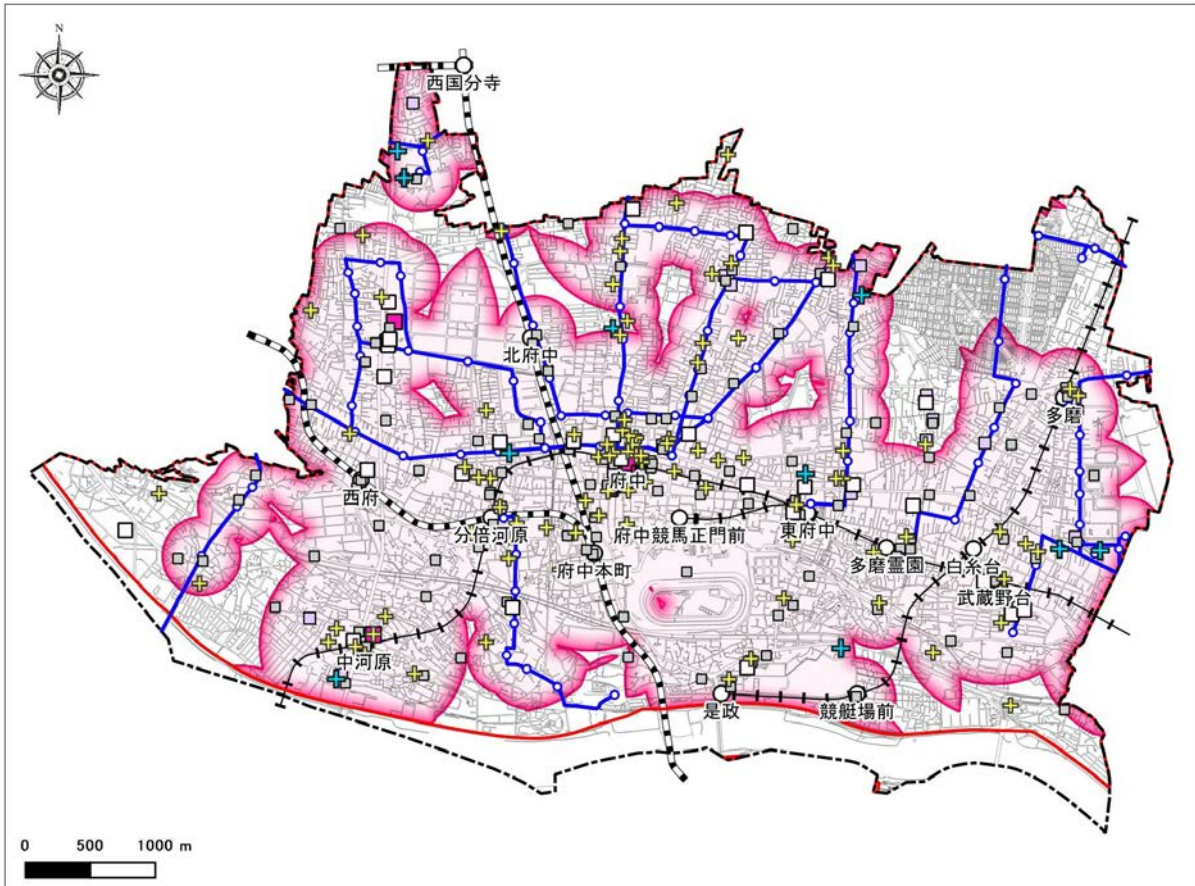 N
西国分寺
北府中
多磨
府中
西府
分倍河原
府中競馬正門前
東府中
府中本町
多磨霊園
白糸台
武蔵野台
中河原
是政
競艇場前
0 500 1000 m